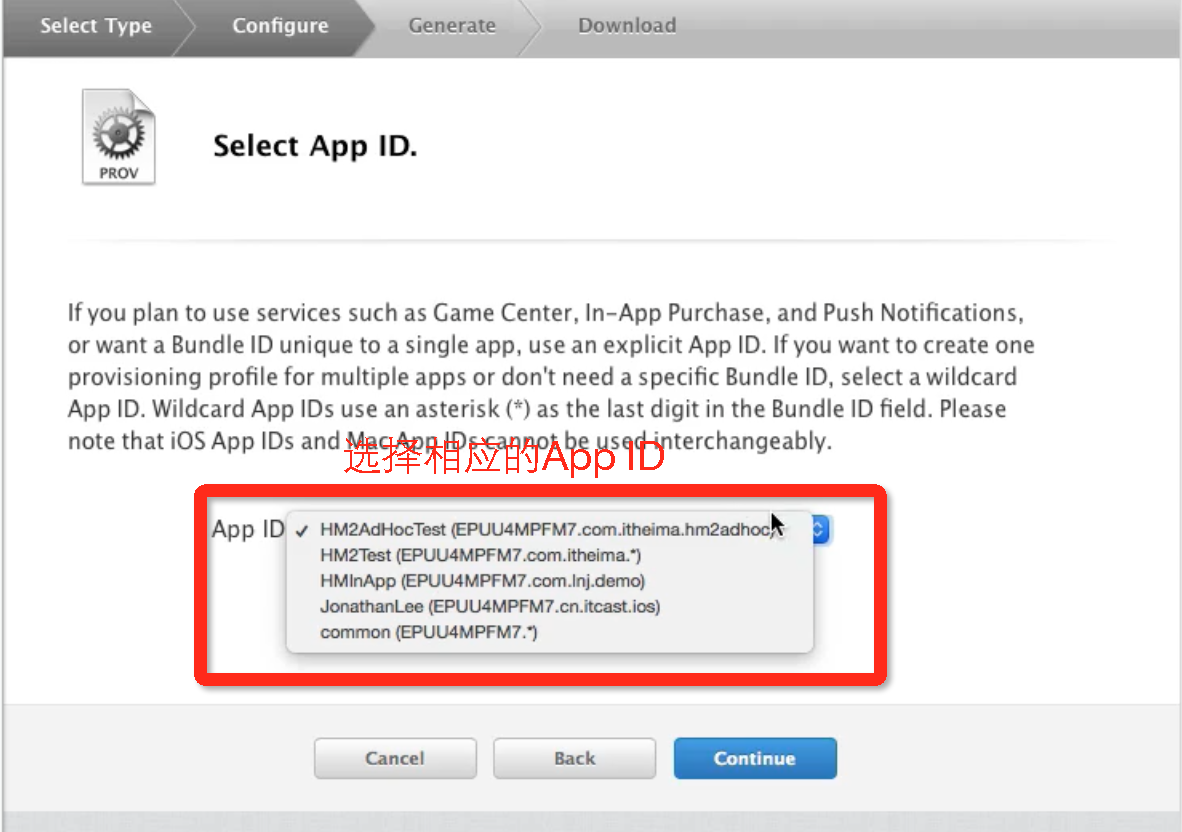 Select Type Configure Generate Download
PROV
Select App ID.
If you plan to use services such as Game Center, In-App Purchase, and Push Notifications,
or want a Bundle ID unique to a single app, use an explicit App ID. If you want to create one
provisioning profile for multiple apps or don't need a specific Bundle ID, select a wildcard
App ID. Wildcard App IDs use an asterisk (*) as the last digit in the Bundle ID field. Please
note that iOS App IDs and Mac App IDs cannot be used interchangeably.
选择相应的App ID
App ID ✓ HM2AdHocTest (EPUU4MPFM7.com.itheima.hm2adhoc)
HM2Test (EPUU4MPFM7.com.itheima.*)
HMInApp (EPUU4MPFM7.com.lnj.demo)
JonathanLee (EPUU4MPFM7.cn.itcast.ios)
common (EPUU4MPFM7.*)
Cancel Back Continue